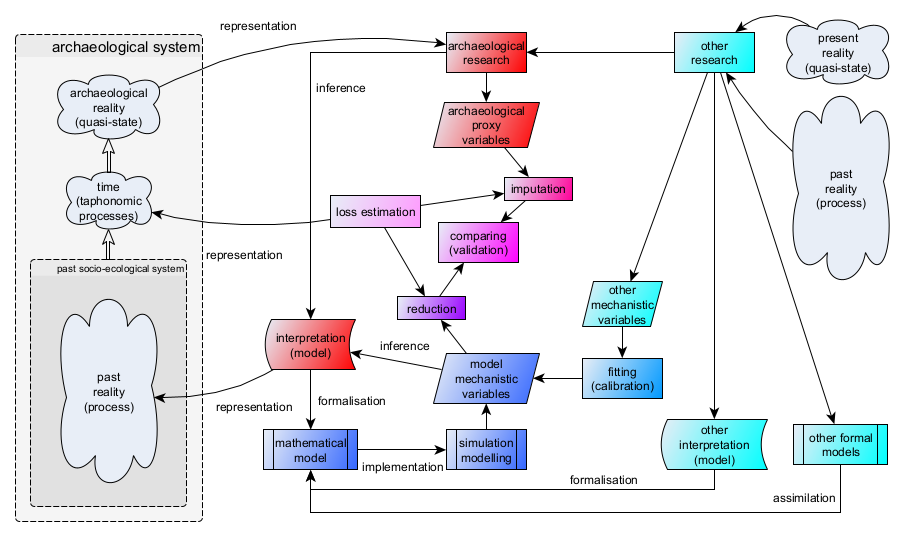 representation
archaeological system
archaeological
reality
(quasi-state)
time
(taphonomic
processes)
representation
past socio-ecological system
past
reality
(process)
representation
archaeological
research
inference
archaeological
proxy
variables
imputation
loss estimation
comparing
(validation)
reduction
interpretation
(model)
inference
model
mechanistic
variables
formalisation
mathematical
model
implementation
simulation
modelling
other
research
present
reality
(quasi-state)
past
reality
(process)
other
mechanistic
variables
fitting
(calibration)
other
interpretation
(model)
other formal
models
formalisation
assimilation